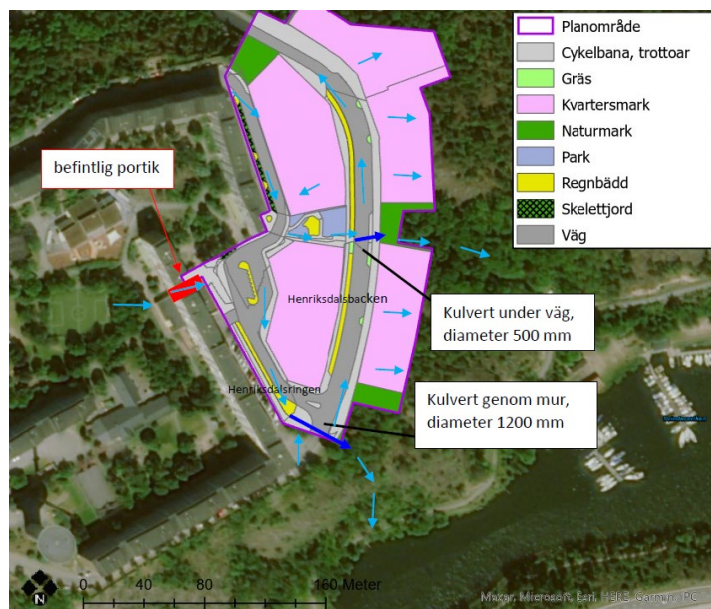 Planområde
Cykelbana, trottoar
Gräs
Kvartersmark
Naturmark
Park
Regnbädd
Skelettjord
Väg
befintlig portik
Henriksdalsbacken
Kulvert under väg,
diameter 500 mm
Henriksdalsringen
Kulvert genom mur,
diameter 1200 mm
N
0 40 80 160 Meter
Maxar, Microsoft, Esri, HERE, Garmin, iPC